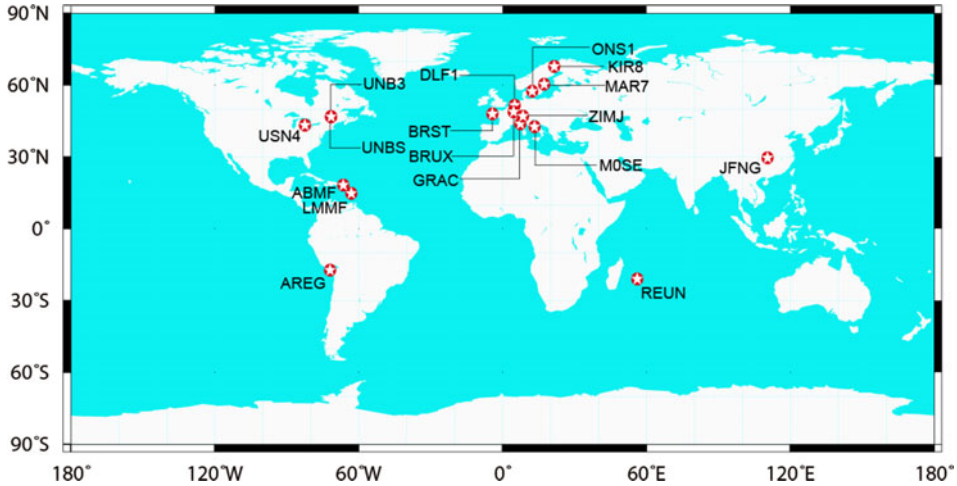 90°N
60°N
30°N
0°
30°S
60°S
90°S
ONS1
KIR8
MAR7
DLF1
UNB3
ZIMJ
USN4
BRST
UNBS
BRUX
M0SE
JFNG
GRAC
ABMF
LMMF
AREG
REUN
180°
120°W
60°W
0°
60°E
120°E
180°